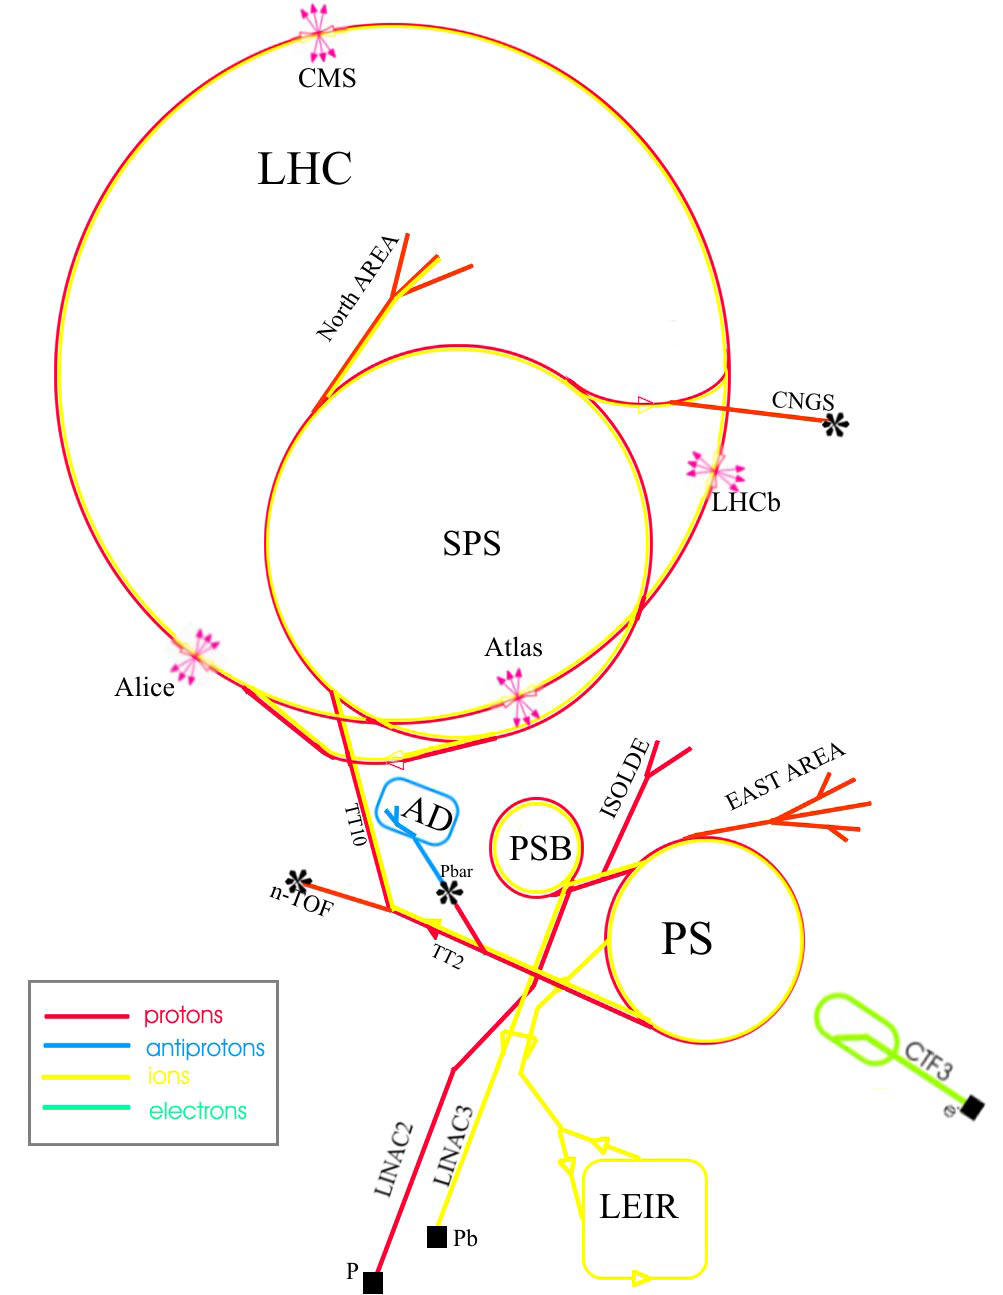 CMS
LHC
North AREA
CNGS
LHCb
SPS
Atlas
Alice
ISOLDE
EAST AREA
TT10
AD
PSB
Pbar
n-TOF
TT2
PS
protons
antiprotons
ions
electrons
CTF3
e-
LINAC2
LINAC3
LEIR
Pb
P